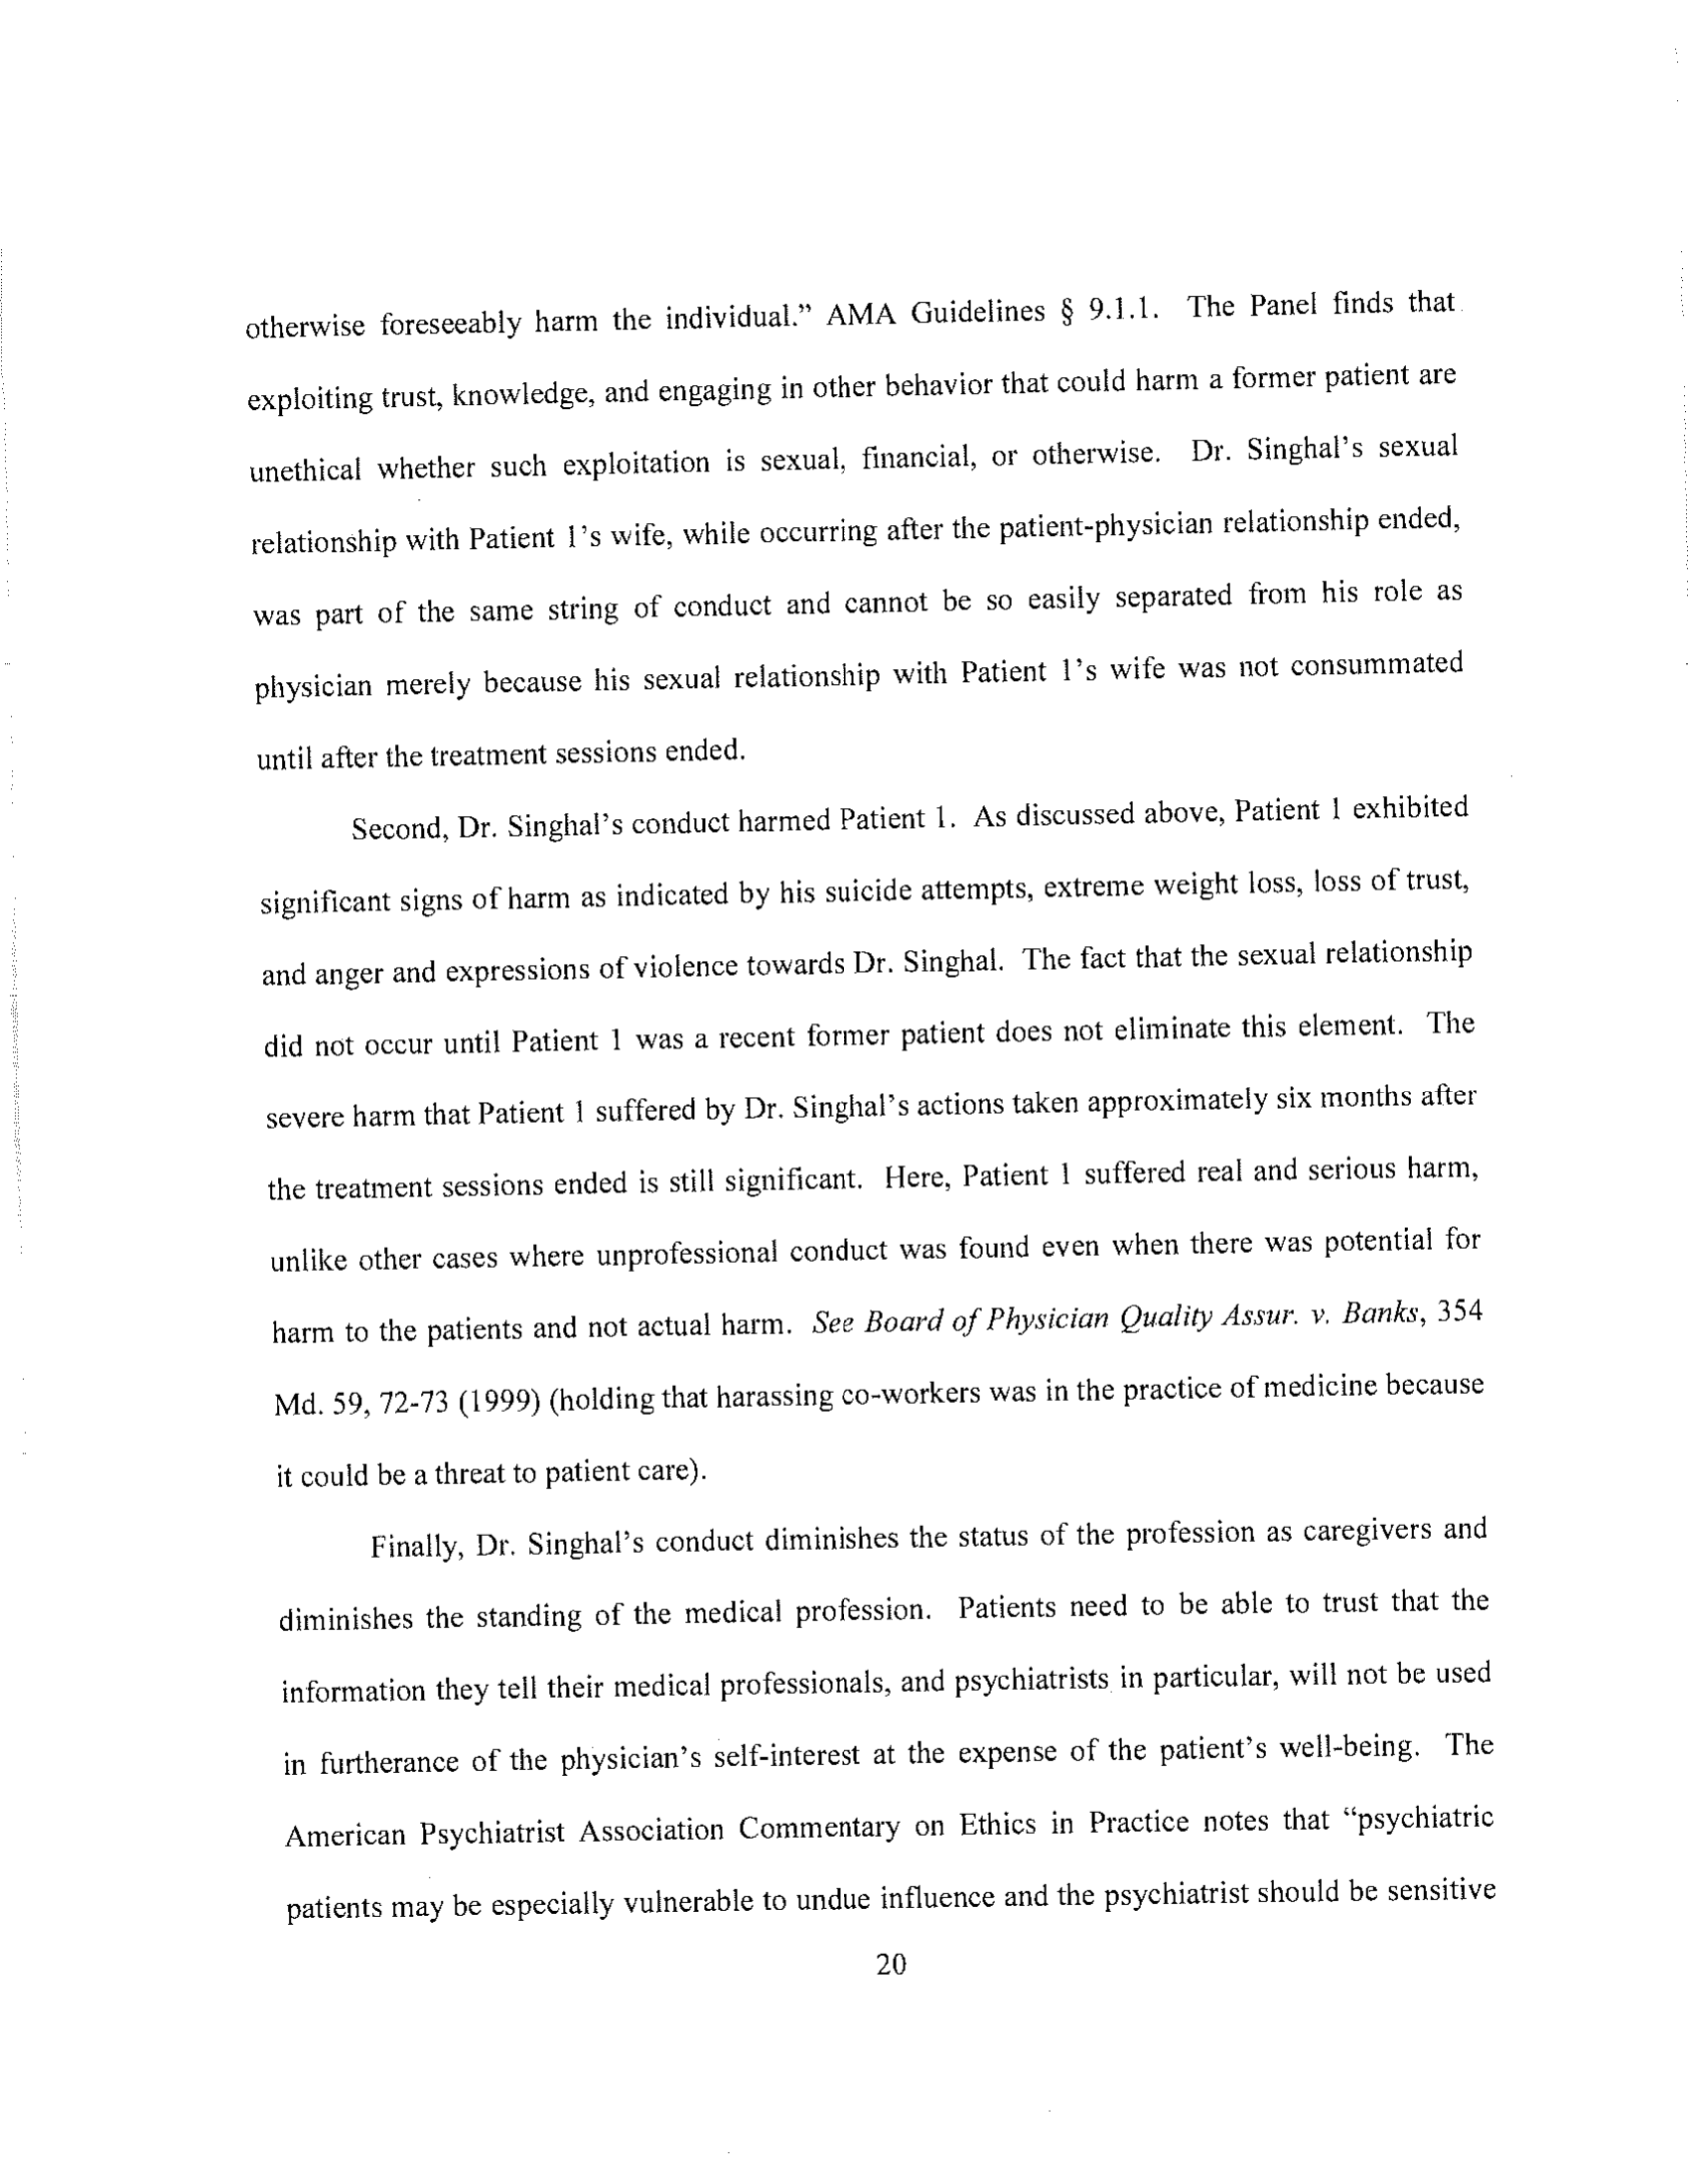 otherwise foreseeably harm the individual.” AMA Guidelines § 9.1.1. The Panel finds that
exploiting trust, knowledge, and engaging in other behavior that could harm a former patient are
unethical whether such exploitation is sexual, financial, or otherwise. Dr. Singhal’s sexual
relationship with Patient 1’s wife, while occurring after the patient-physician relationship ended,
was part of the same string of conduct and cannot be so easily separated from his role as
physician merely because his sexual relationship with Patient 1’s wife was not consummated
until after the treatment sessions ended.
Second, Dr. Singhal’s conduct harmed Patient 1. As discussed above, Patient 1 exhibited
significant signs of harm as indicated by his suicide attempts, extreme weight loss, loss of trust,
and anger and expressions of violence towards Dr. Singhal. The fact that the sexual relationship
did not occur until Patient 1 was a recent former patient does not eliminate this element. The
severe harm that Patient 1 suffered by Dr. Singhal’s actions taken approximately six months after
the treatment sessions ended is still significant. Here, Patient 1 suffered real and serious harm,
unlike other cases where unprofessional conduct was found even when there was potential for
harm to the patients and not actual harm. See Board of Physician Quality Assur. v. Banks, 354
Md. 59, 72-73 (1999) (holding that harassing co-workers was in the practice of medicine because
it could be a threat to patient care).
Finally, Dr. Singhal’s conduct diminishes the status of the profession as caregivers and
diminishes the standing of the medical profession. Patients need to be able to trust that the
information they tell their medical professionals, and psychiatrists in particular, will not be used
in furtherance of the physician’s self-interest at the expense of the patient’s well-being. The
American Psychiatrist Association Commentary on Ethics in Practice notes that “psychiatric
patients may be especially vulnerable to undue influence and the psychiatrist should be sensitive
20